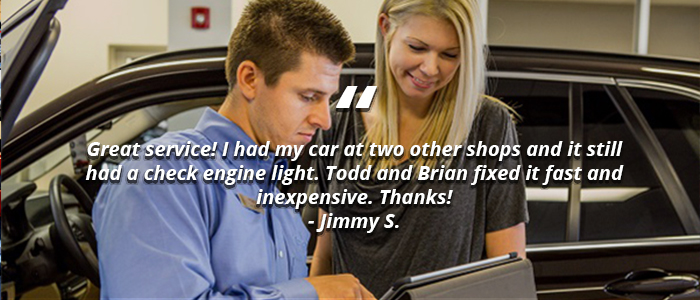 "
Great service! I had my car at two other shops and it still
had a check engine light. Todd and Brian fixed it fast and
inexpensive. Thanks!
- Jimmy S.